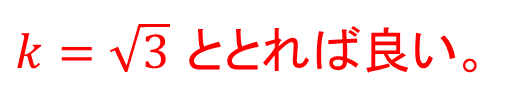 k = √3 ととれば良い。